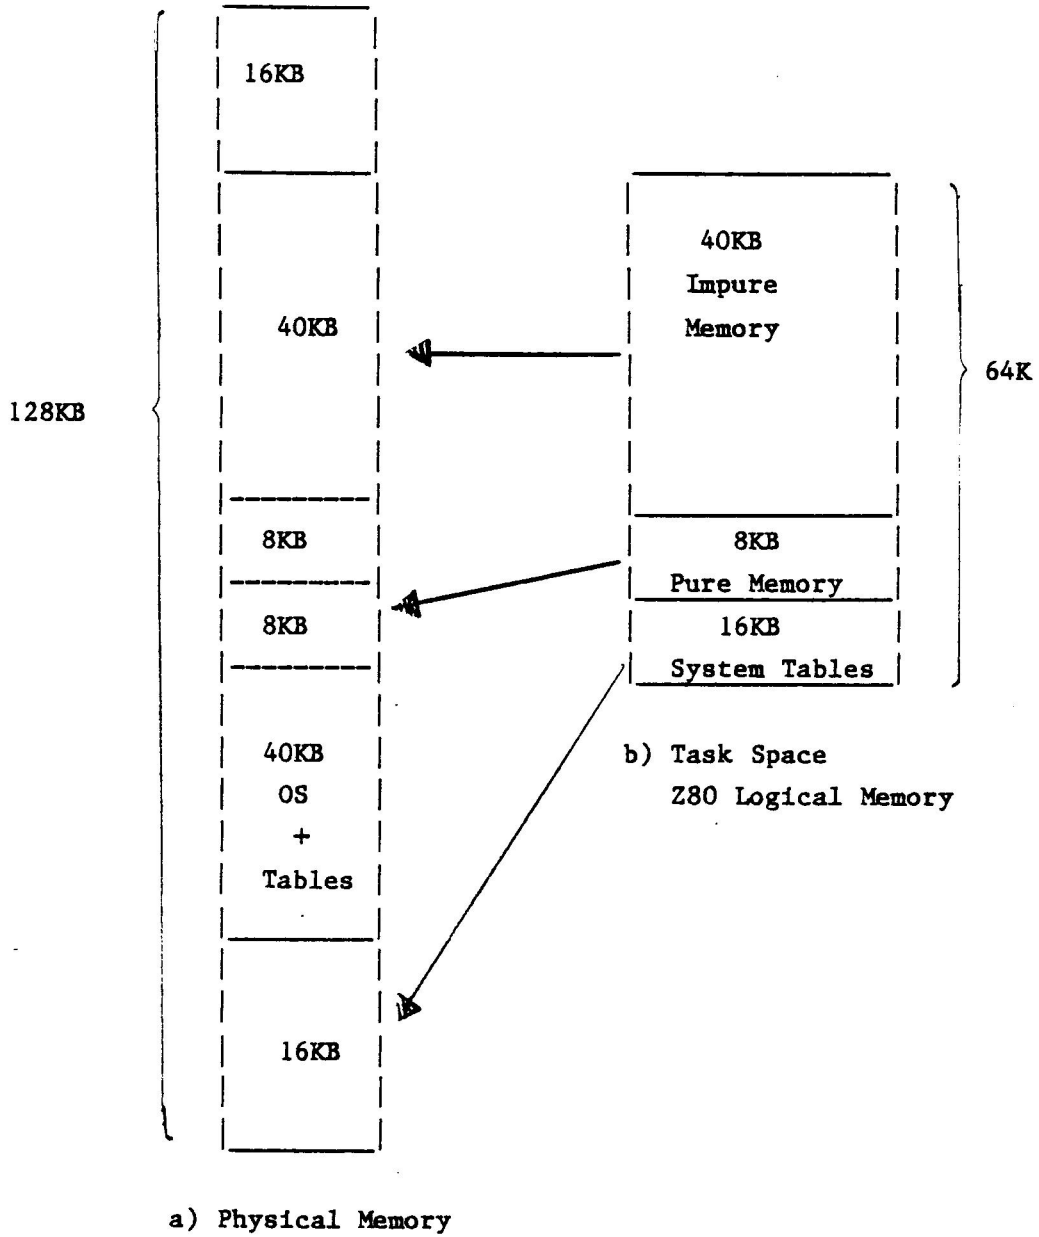 128KB
16KB
40KB
8KB
8KB
40KB
OS
+
Tables
16KB
a) Physical Memory
40KB
Impure
Memory
8KB
Pure Memory
16KB
System Tables
64K
b) Task Space
Z80 Logical Memory